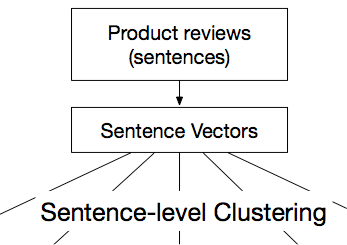 Product reviews
(sentences)
Sentence Vectors
Sentence-level Clustering